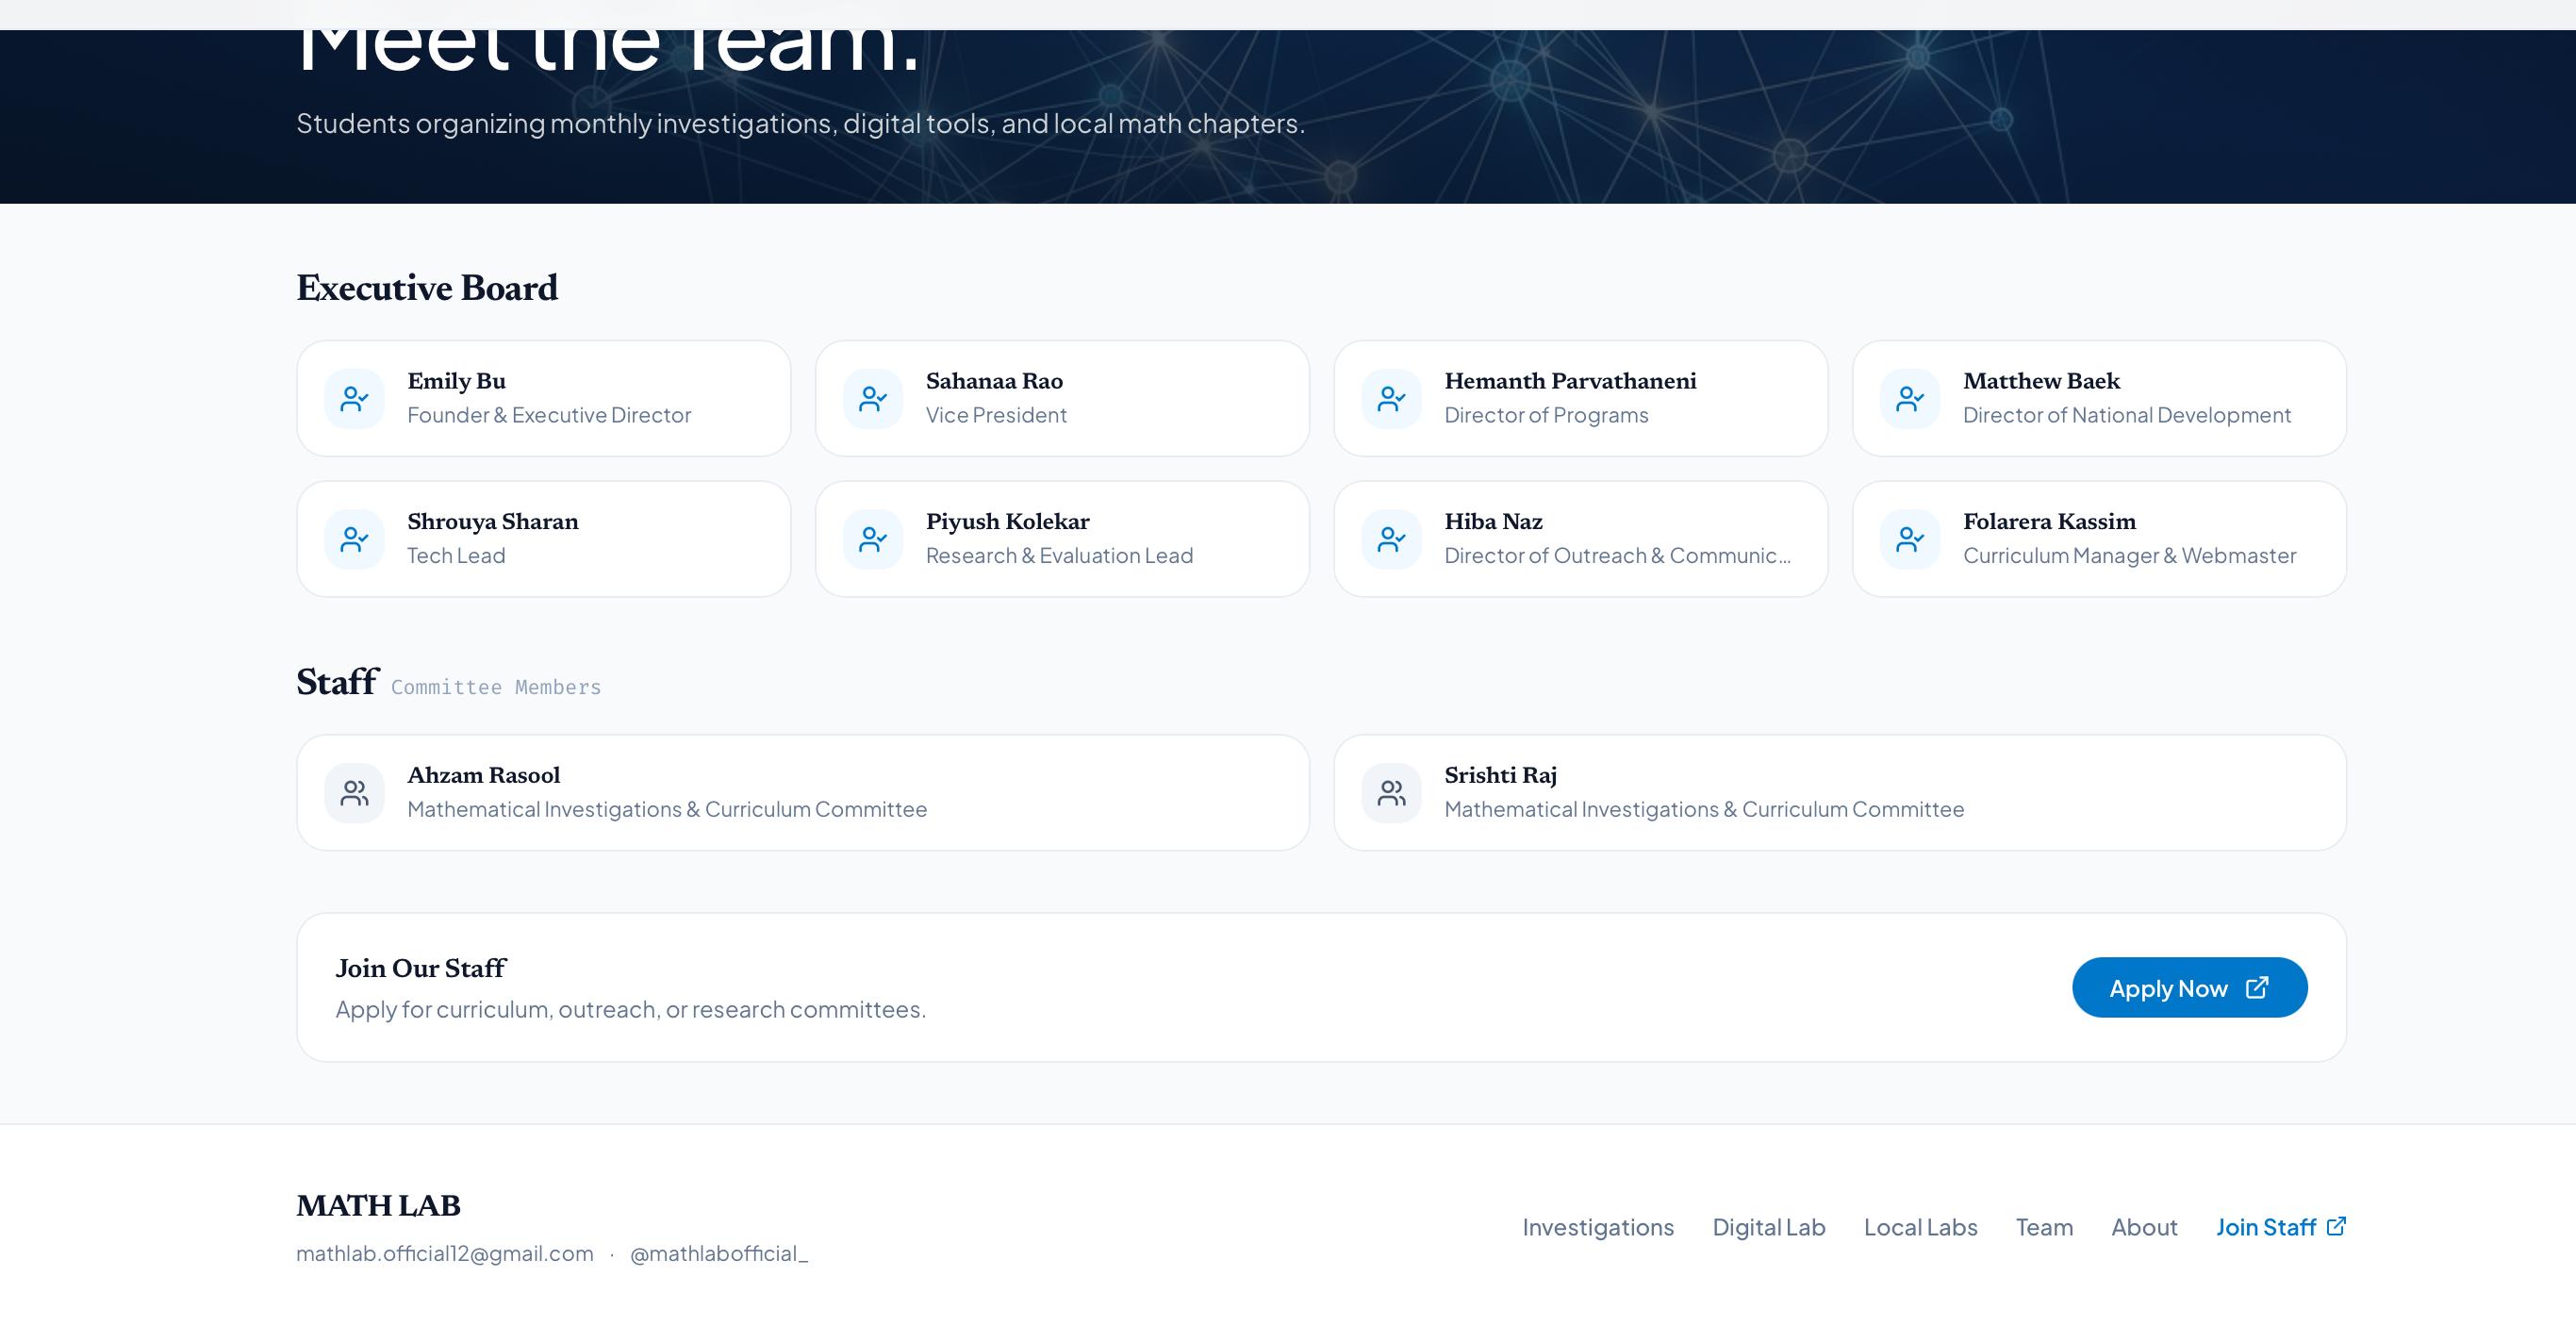 Meet the Team.
Students organizing monthly investigations, digital tools, and local math chapters.
Executive Board
Emily Bu
Founder & Executive Director
Sahanaa Rao
Vice President
Hemanth Parvathaneni
Director of Programs
Matthew Baek
Director of National Development
Shrouya Sharan
Tech Lead
Piyush Kolekar
Research & Evaluation Lead
Hiba Naz
Director of Outreach & Communic...
Folarera Kassim
Curriculum Manager & Webmaster
Staff Committee Members
Ahzam Rasool
Mathematical Investigations & Curriculum Committee
Srishti Raj
Mathematical Investigations & Curriculum Committee
Join Our Staff
Apply for curriculum, outreach, or research committees.
Apply Now
MATH LAB
mathlab.official12@gmail.com · @mathlabofficial_
Investigations Digital Lab Local Labs Team About Join Staff